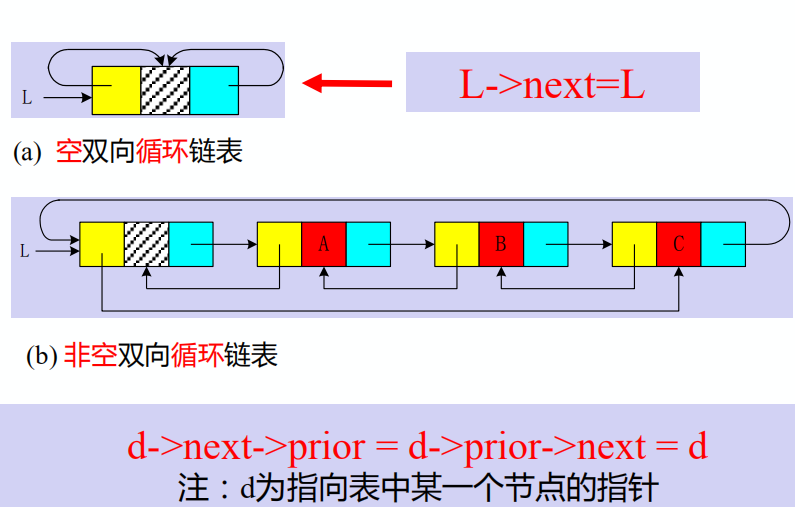 L
L->next=L
(a) 空双向循环链表
L
A
B
C
(b) 非空双向循环链表
d->next->prior = d->prior->next = d
注：d为指向表中某一个节点的指针